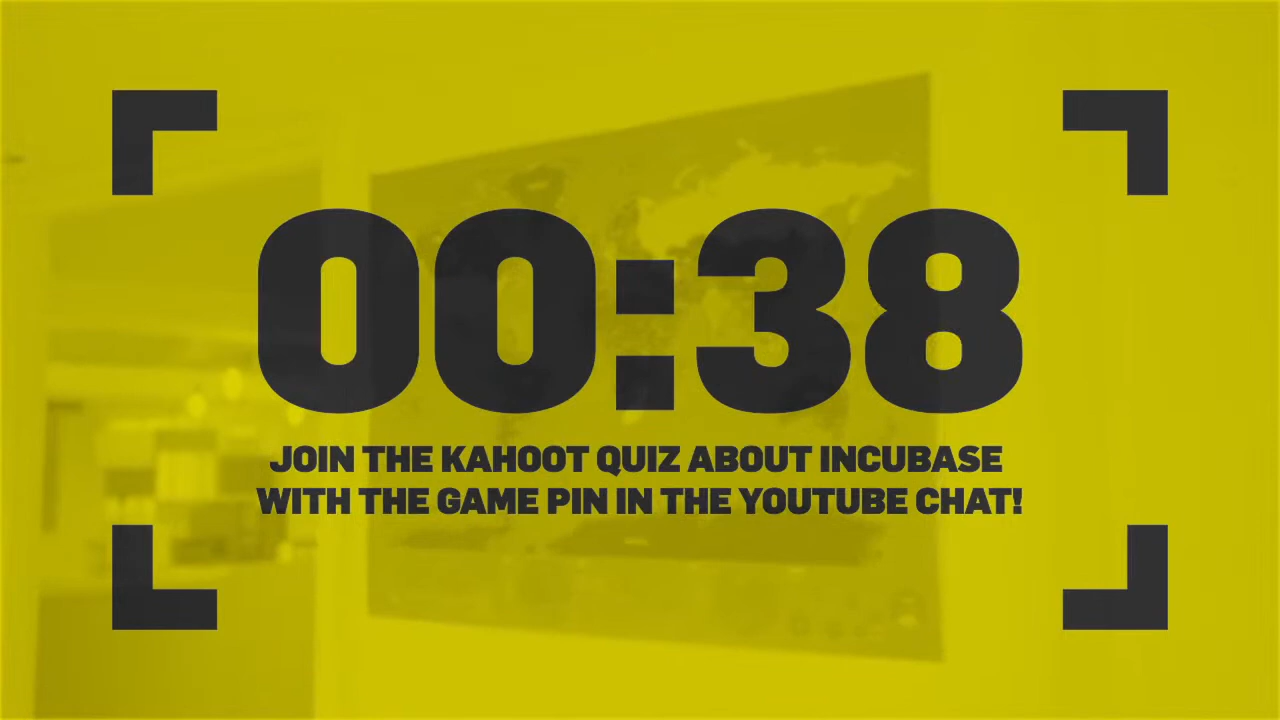 00:38
JOIN THE KAHOOT QUIZ ABOUT INCUBASE
WITH THE GAME PIN IN THE YOUTUBE CHAT!